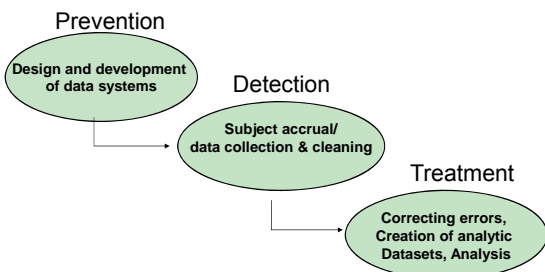 Prevention
Design and development
of data systems
Detection
Subject accrual/
data collection & cleaning
Treatment
Correcting errors,
Creation of analytic
Datasets, Analysis